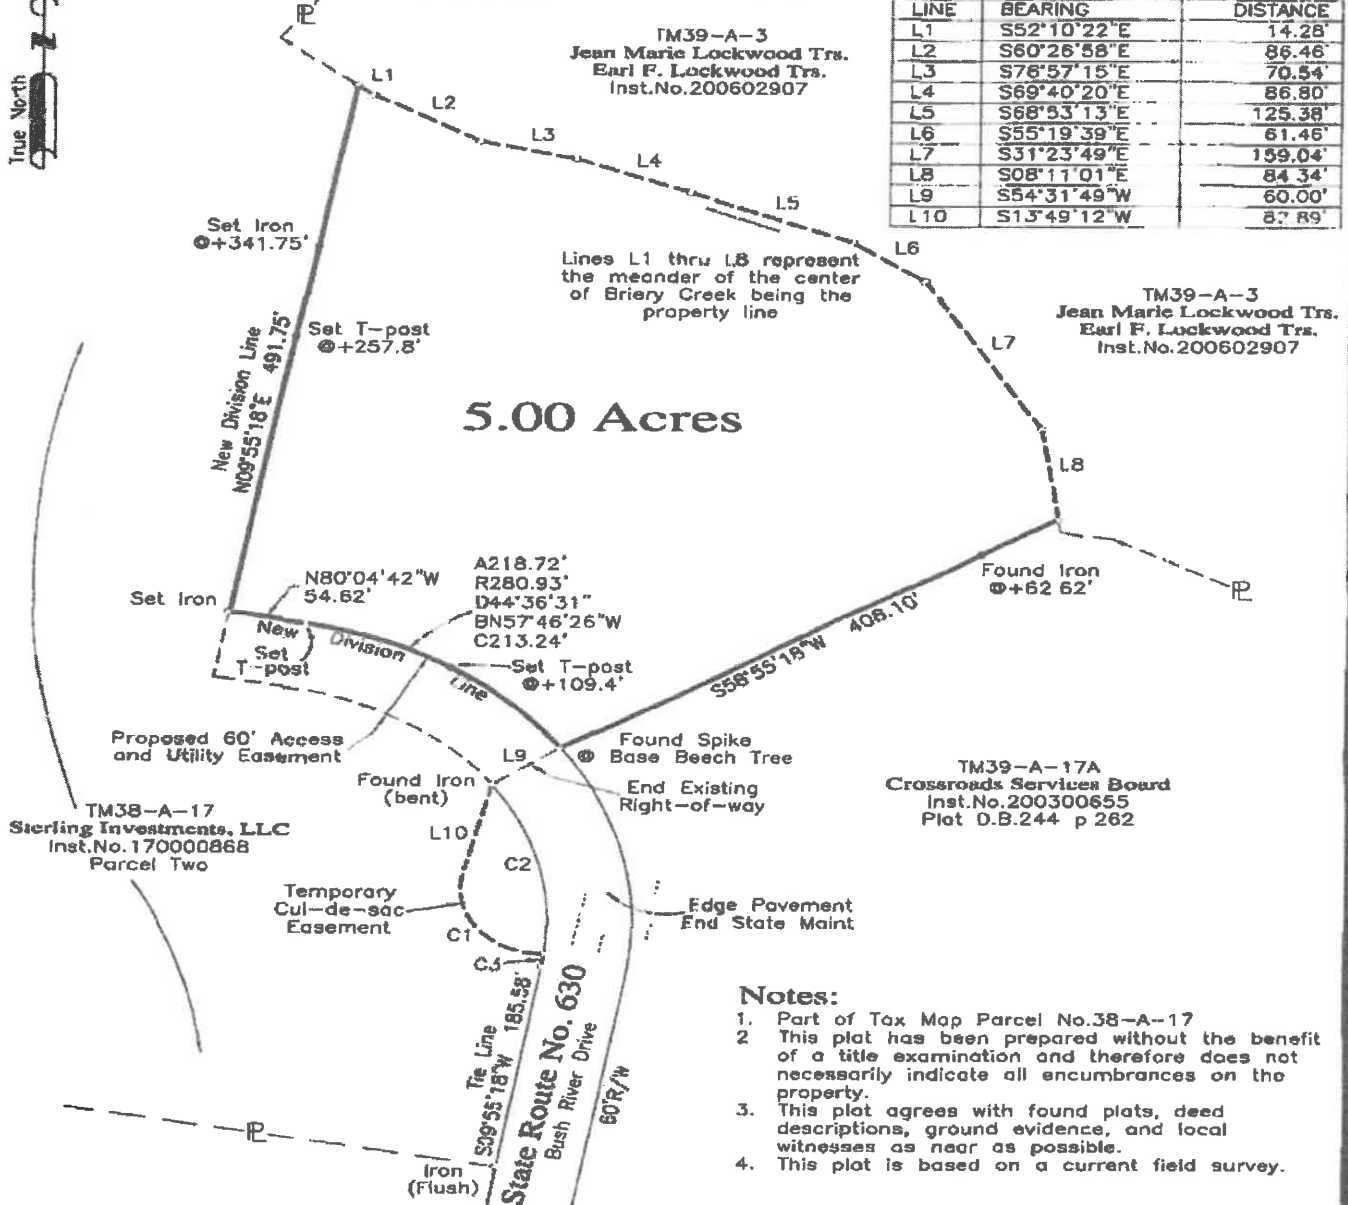 True North
PL
TM39-A-3
Jean Marie Lockwood Trs.
Earl F. Lockwood Trs.
Inst.No.200602907
LINE BEARING DISTANCE
L1 S52°10'22"E 14.28'
L2 S60°26'58"E 86.46'
L3 S76°57'15"E 70.54'
L4 S69°40'20"E 86.80'
L5 S68°53'13"E 125.38'
L6 S55°19'39"E 61.46'
L7 S31°23'49"E 159.04'
L8 S08°11'01"E 84.34'
L9 S54°31'49"W 60.00'
L10 S13°49'12"W 87.89'
L1
L2
L3
L4
L5
L6
L7
L8
Set Iron
@+341.75'
Lines L1 thru L8 represent
the meander of the center
of Briery Creek being the
property line
TM39-A-3
Jean Marie Lockwood Trs.
Earl F. Lockwood Trs.
Inst.No.200602907
Set T-post
@+257.8'
New Division Line
N09°55'18"E 491.75'
5.00 Acres
Set Iron
N80°04'42"W
54.62'
A218.72'
R280.93'
D44°36'31"
BN57°46'26"W
C213.24'
Found Iron
@+62.62'
PL
New Division Line
Set
T-post
Set T-post
@+109.4'
S58°55'18"W 408.10'
Proposed 60' Access
and Utility Easement
L9
Found Spike
@ Base Beech Tree
Found Iron
(bent)
End Existing
Right-of-way
TM39-A-17A
Crossroads Services Board
Inst.No.200300655
Plat D.B.244 p 262
TM38-A-17
Sterling Investments, LLC
Inst.No.170000868
Parcel Two
L10
C2
Temporary
Cul-de-sac
Easement
C1
C3
Edge Pavement
End State Maint
Tie Line
S09°55'18"W 185.58'
State Route No. 630
Bush River Drive
60'R/W
PL
Iron
(Flush)
Notes:
1. Part of Tax Map Parcel No.38-A-17
2 This plat has been prepared without the benefit
of a title examination and therefore does not
necessarily indicate all encumbrances on the
property.
3. This plat agrees with found plats, deed
descriptions, ground evidence, and local
witnesses as near as possible.
4. This plat is based on a current field survey.